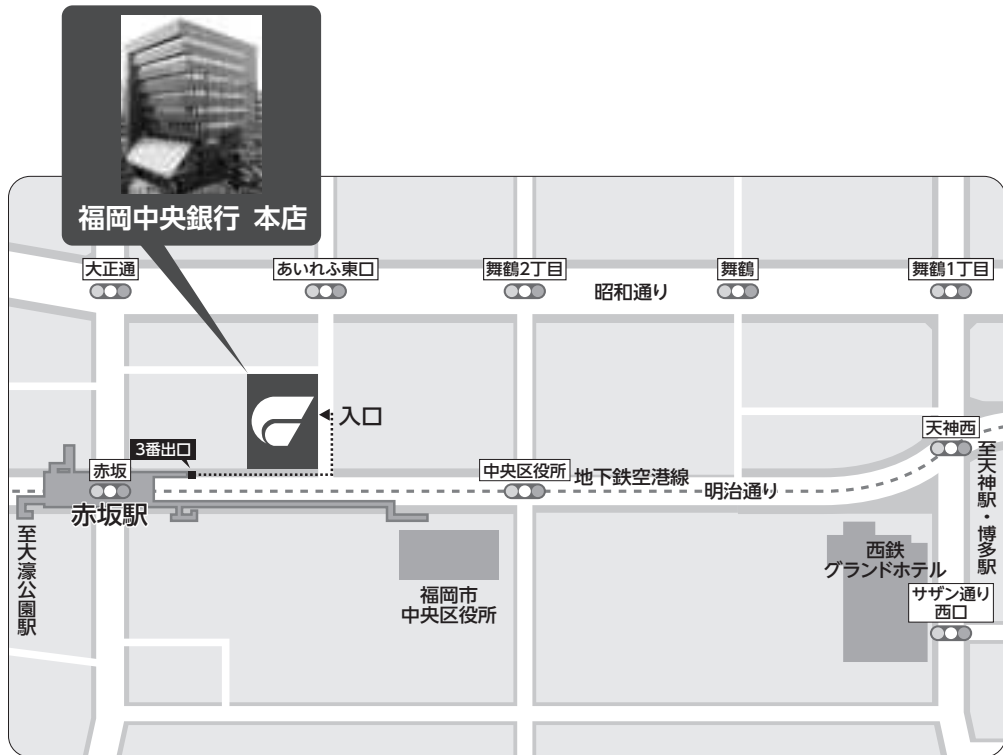 福岡中央銀行 本店
大正通
あいれふ東口
舞鶴2丁目
舞鶴
舞鶴1丁目
昭和通り
入口
3番出口
天神西
赤坂
中央区役所
地下鉄空港線
明治通り
赤坂駅
至天神駅・博多駅
至大濠公園駅
西鉄
グランドホテル
福岡市
中央区役所
サザン通り
西口